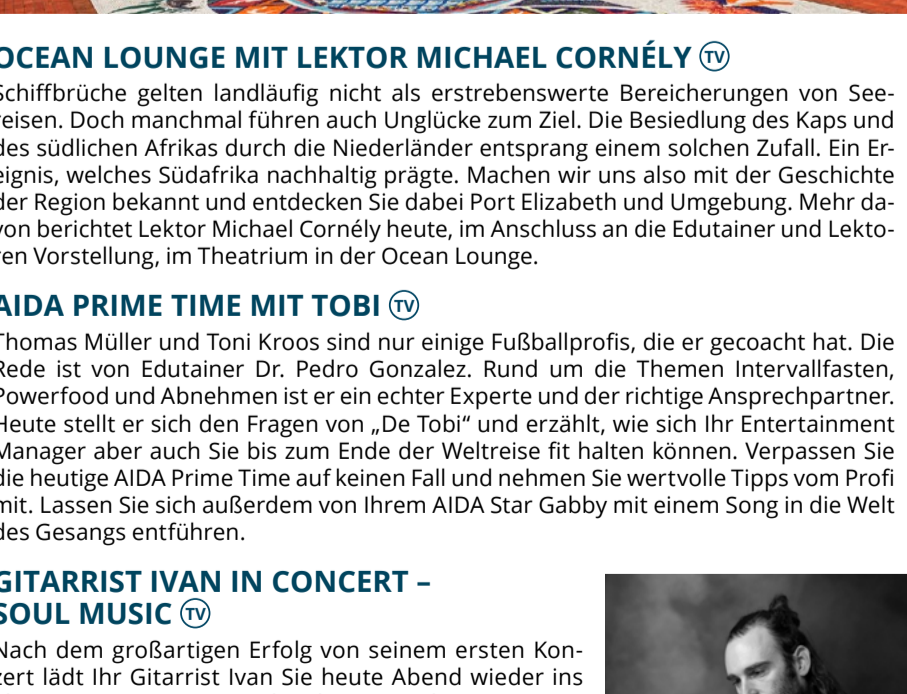 OCEAN LOUNGE MIT LEKTOR MICHAEL CORNÉLY TV
Schiffbrüche gelten landläufig nicht als erstrebenswerte Bereicherungen von See-
reisen. Doch manchmal führen auch Unglücke zum Ziel. Die Besiedlung des Kaps und
des südlichen Afrikas durch die Niederländer entsprang einem solchen Zufall. Ein Er-
eignis, welches Südafrika nachhaltig prägte. Machen wir uns also mit der Geschichte
der Region bekannt und entdecken Sie dabei Port Elizabeth und Umgebung. Mehr da-
von berichtet Lektor Michael Cornély heute, im Anschluss an die Edutainer und Lekto-
ren Vorstellung, im Theatrium in der Ocean Lounge.
AIDA PRIME TIME MIT TOBI TV
Thomas Müller und Toni Kroos sind nur einige Fußballprofis, die er gecoacht hat. Die
Rede ist von Edutainer Dr. Pedro Gonzalez. Rund um die Themen Intervallfasten,
Powerfood und Abnehmen ist er ein echter Experte und der richtige Ansprechpartner.
Heute stellt er sich den Fragen von „De Tobi“ und erzählt, wie sich Ihr Entertainment
Manager aber auch Sie bis zum Ende der Weltreise fit halten können. Verpassen Sie
die heutige AIDA Prime Time auf keinen Fall und nehmen Sie wertvolle Tipps vom Profi
mit. Lassen Sie sich außerdem von Ihrem AIDA Star Gabby mit einem Song in die Welt
des Gesangs entführen.
GITARRIST IVAN IN CONCERT –
SOUL MUSIC TV
Nach dem großartigen Erfolg von seinem ersten Kon-
zert lädt Ihr Gitarrist Ivan Sie heute Abend wieder ins